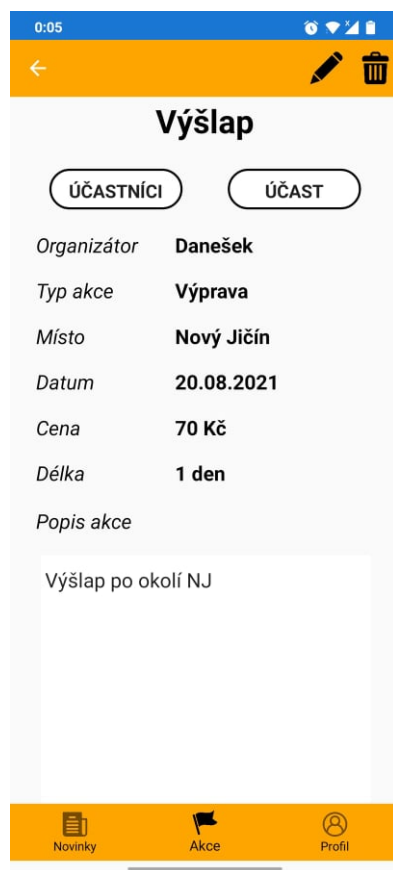 0:05
Výšlap
ÚČASTNÍCI ÚČAST
Organizátor Danešek
Typ akce Výprava
Místo Nový Jičín
Datum 20.08.2021
Cena 70 Kč
Délka 1 den
Popis akce
Výšlap po okolí NJ
Novinky Akce Profil